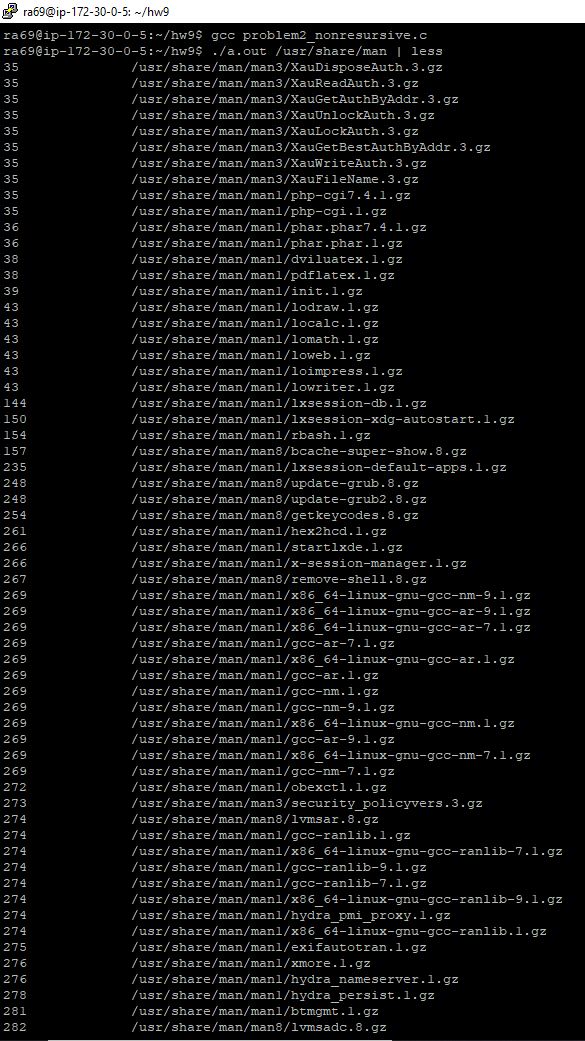 ra69@ip-172-30-0-5: ~/hw9
ra69@ip-172-30-0-5:~/hw9$ gcc problem2_nonresursive.c
ra69@ip-172-30-0-5:~/hw9$ ./a.out /usr/share/man | less
35 /usr/share/man/man3/XauDisposeAuth.3.gz
35 /usr/share/man/man3/XauReadAuth.3.gz
35 /usr/share/man/man3/XauGetAuthByAddr.3.gz
35 /usr/share/man/man3/XauUnlockAuth.3.gz
35 /usr/share/man/man3/XauLockAuth.3.gz
35 /usr/share/man/man3/XauGetBestAuthByAddr.3.gz
35 /usr/share/man/man3/XauWriteAuth.3.gz
35 /usr/share/man/man3/XauFileName.3.gz
35 /usr/share/man/man1/php-cgi7.4.1.gz
35 /usr/share/man/man1/php-cgi.1.gz
36 /usr/share/man/man1/phar.phar7.4.1.gz
36 /usr/share/man/man1/phar.phar.1.gz
38 /usr/share/man/man1/dviluatex.1.gz
38 /usr/share/man/man1/pdflatex.1.gz
39 /usr/share/man/man1/init.1.gz
43 /usr/share/man/man1/lodraw.1.gz
43 /usr/share/man/man1/localc.1.gz
43 /usr/share/man/man1/lomath.1.gz
43 /usr/share/man/man1/loweb.1.gz
43 /usr/share/man/man1/loimpress.1.gz
43 /usr/share/man/man1/lowriter.1.gz
144 /usr/share/man/man1/lxsession-db.1.gz
150 /usr/share/man/man1/lxsession-xdg-autostart.1.gz
154 /usr/share/man/man1/rbash.1.gz
157 /usr/share/man/man8/bcache-super-show.8.gz
235 /usr/share/man/man1/lxsession-default-apps.1.gz
248 /usr/share/man/man8/update-grub.8.gz
248 /usr/share/man/man8/update-grub2.8.gz
254 /usr/share/man/man8/getkeycodes.8.gz
261 /usr/share/man/man1/hex2hcd.1.gz
266 /usr/share/man/man1/startlxde.1.gz
266 /usr/share/man/man1/x-session-manager.1.gz
267 /usr/share/man/man8/remove-shell.8.gz
269 /usr/share/man/man1/x86_64-linux-gnu-gcc-nm-9.1.gz
269 /usr/share/man/man1/x86_64-linux-gnu-gcc-ar-9.1.gz
269 /usr/share/man/man1/x86_64-linux-gnu-gcc-ar-7.1.gz
269 /usr/share/man/man1/gcc-ar-7.1.gz
269 /usr/share/man/man1/x86_64-linux-gnu-gcc-ar.1.gz
269 /usr/share/man/man1/gcc-ar.1.gz
269 /usr/share/man/man1/gcc-nm.1.gz
269 /usr/share/man/man1/gcc-nm-9.1.gz
269 /usr/share/man/man1/x86_64-linux-gnu-gcc-nm.1.gz
269 /usr/share/man/man1/gcc-ar-9.1.gz
269 /usr/share/man/man1/x86_64-linux-gnu-gcc-nm-7.1.gz
269 /usr/share/man/man1/gcc-nm-7.1.gz
272 /usr/share/man/man1/obexctl.1.gz
273 /usr/share/man/man3/security_policyvers.3.gz
274 /usr/share/man/man8/lvmsar.8.gz
274 /usr/share/man/man1/gcc-ranlib.1.gz
274 /usr/share/man/man1/x86_64-linux-gnu-gcc-ranlib-7.1.gz
274 /usr/share/man/man1/gcc-ranlib-9.1.gz
274 /usr/share/man/man1/gcc-ranlib-7.1.gz
274 /usr/share/man/man1/x86_64-linux-gnu-gcc-ranlib-9.1.gz
274 /usr/share/man/man1/hydra_pmi_proxy.1.gz
274 /usr/share/man/man1/x86_64-linux-gnu-gcc-ranlib.1.gz
275 /usr/share/man/man1/exifautotran.1.gz
276 /usr/share/man/man1/xmore.1.gz
276 /usr/share/man/man1/hydra_nameserver.1.gz
278 /usr/share/man/man1/hydra_persist.1.gz
281 /usr/share/man/man1/btmgmt.1.gz
282 /usr/share/man/man8/lvmsadc.8.gz